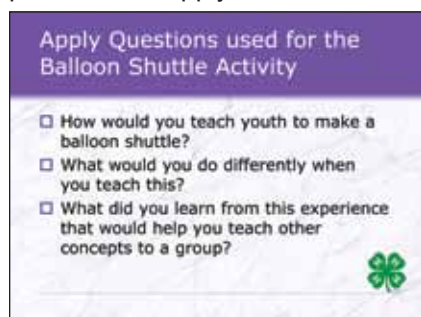 Apply Questions used for the
Balloon Shuttle Activity
How would you teach youth to make a
balloon shuttle?
What would you do differently when
you teach this?
What did you learn from this experience
that would help you teach other
concepts to a group?